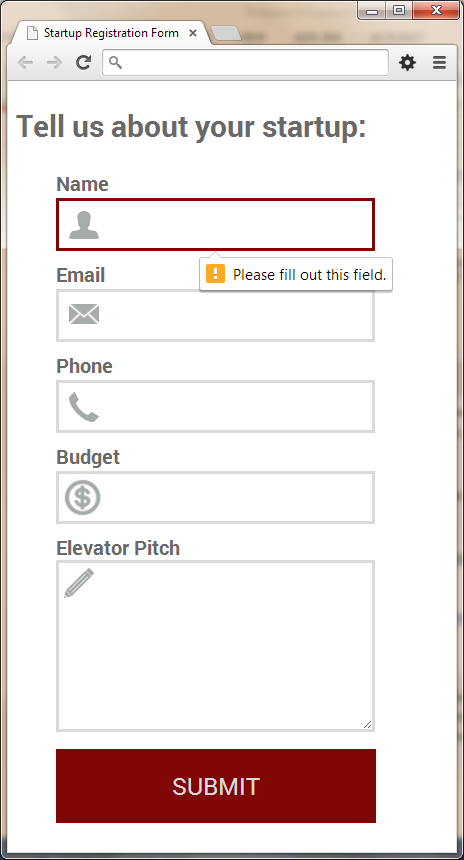 Startup Registration Form
Tell us about your startup:
Name
Please fill out this field.
Email
Phone
Budget
$
Elevator Pitch
SUBMIT